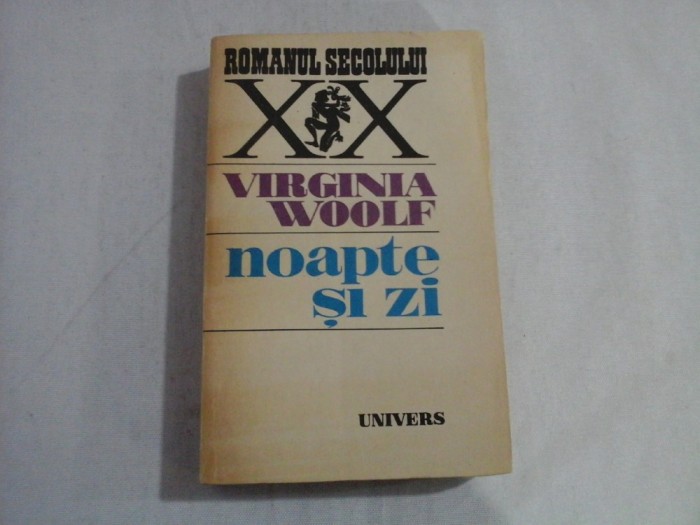 ROMANUL SECOLULUI
XX
VIRGINIA
WOOLF
noapte
și zi
UNIVERS